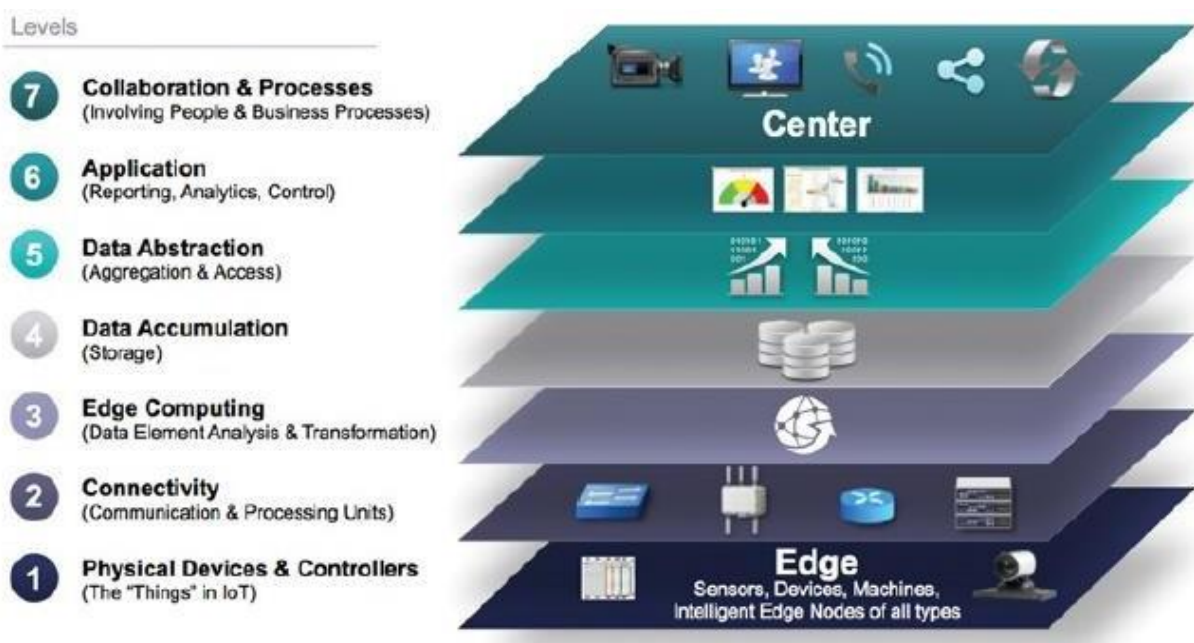 Levels
7
Collaboration & Processes
(Involving People & Business Processes)
6
Application
(Reporting, Analytics, Control)
5
Data Abstraction
(Aggregation & Access)
4
Data Accumulation
(Storage)
3
Edge Computing
(Data Element Analysis & Transformation)
2
Connectivity
(Communication & Processing Units)
1
Physical Devices & Controllers
(The "Things" in IoT)
Center
Edge
Sensors, Devices, Machines,
Intelligent Edge Nodes of all types